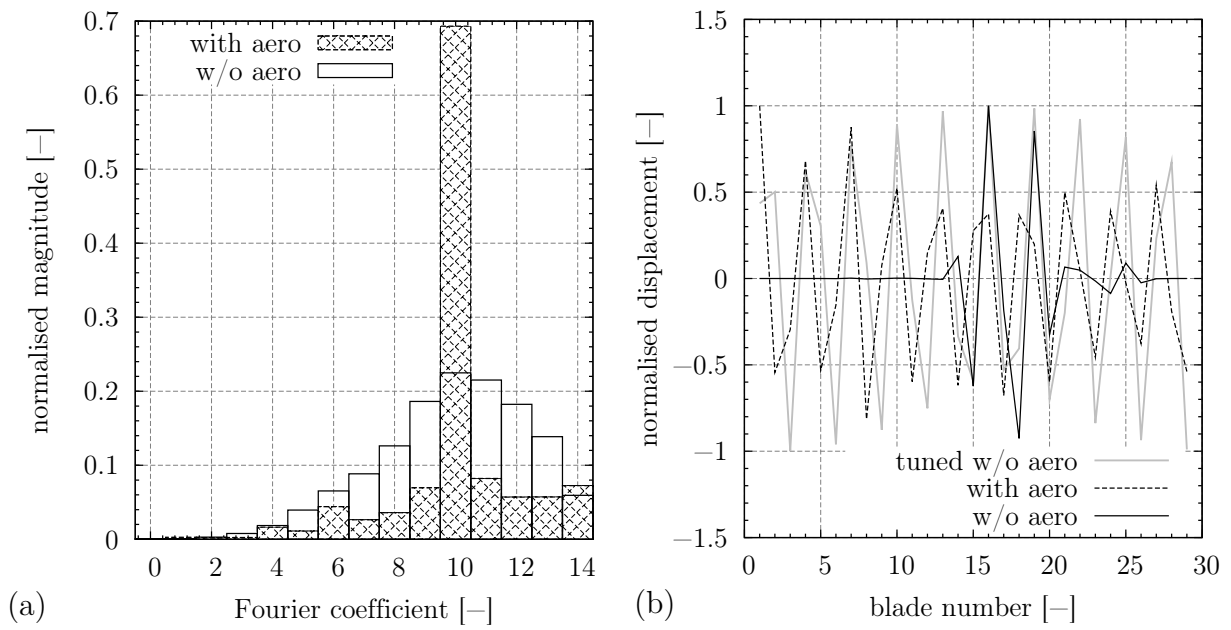 0.7
0.6
0.5
0.4
0.3
0.2
0.1
0
normalised magnitude [−]
with aero
w/o aero
0 2 4 6 8 10 12 14
Fourier coefficient [−]
(a)
1.5
1
0.5
0
−0.5
−1
−1.5
normalised displacement [−]
tuned w/o aero
with aero
w/o aero
0 5 10 15 20 25 30
blade number [−]
(b)